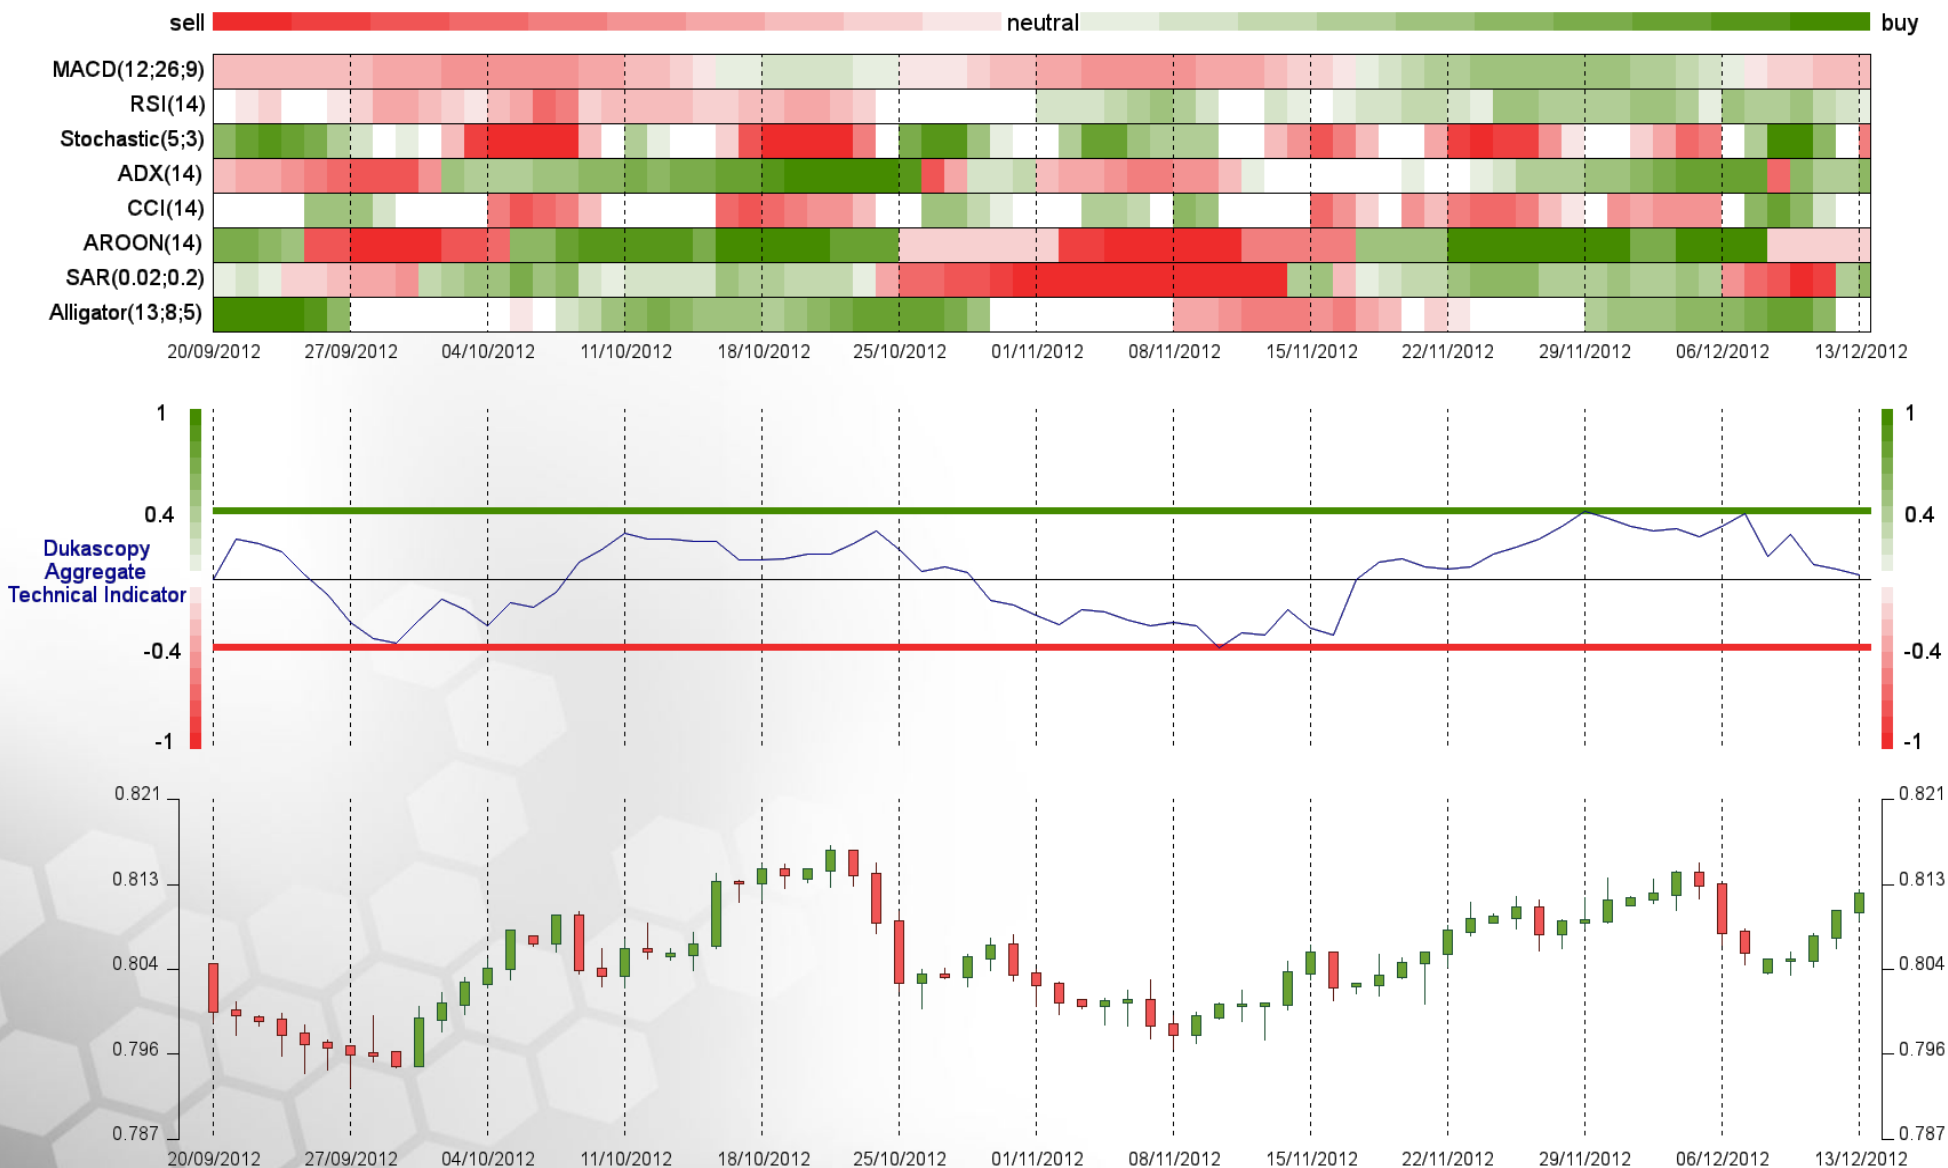 sell neutral buy
MACD(12;26;9)
RSI(14)
Stochastic(5;3)
ADX(14)
CCI(14)
AROON(14)
SAR(0.02;0.2)
Alligator(13;8;5)
20/09/2012 27/09/2012 04/10/2012 11/10/2012 18/10/2012 25/10/2012 01/11/2012 08/11/2012 15/11/2012 22/11/2012 29/11/2012 06/12/2012 13/12/2012
1 1
0.4 0.4
Dukascopy
Aggregate
Technical Indicator
-0.4 -0.4
-1 -1
0.821 0.821
0.813 0.813
0.804 0.804
0.796 0.796
0.787 0.787
20/09/2012 27/09/2012 04/10/2012 11/10/2012 18/10/2012 25/10/2012 01/11/2012 08/11/2012 15/11/2012 22/11/2012 29/11/2012 06/12/2012 13/12/2012